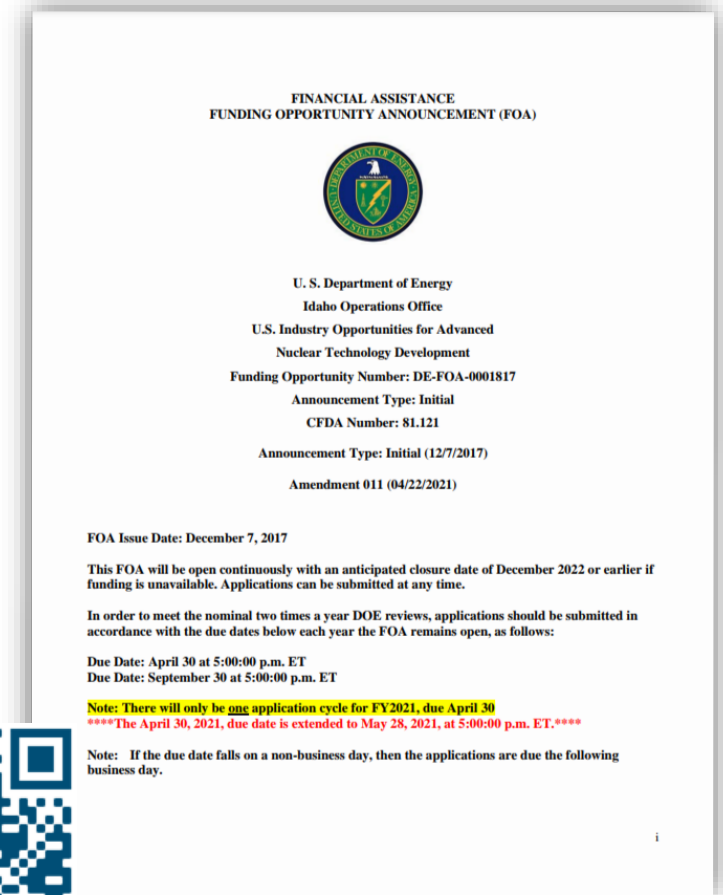 FINANCIAL ASSISTANCE
FUNDING OPPORTUNITY ANNOUNCEMENT (FOA)
DEPARTMENT OF ENERGY
UNITED STATES OF AMERICA
U. S. Department of Energy
Idaho Operations Office
U.S. Industry Opportunities for Advanced
Nuclear Technology Development
Funding Opportunity Number: DE-FOA-0001817
Announcement Type: Initial
CFDA Number: 81.121
Announcement Type: Initial (12/7/2017)
Amendment 011 (04/22/2021)
FOA Issue Date: December 7, 2017
This FOA will be open continuously with an anticipated closure date of December 2022 or earlier if
funding is unavailable. Applications can be submitted at any time.
In order to meet the nominal two times a year DOE reviews, applications should be submitted in
accordance with the due dates below each year the FOA remains open, as follows:
Due Date: April 30 at 5:00:00 p.m. ET
Due Date: September 30 at 5:00:00 p.m. ET
Note: There will only be one application cycle for FY2021, due April 30
****The April 30, 2021, due date is extended to May 28, 2021, at 5:00:00 p.m. ET.****
Note: If the due date falls on a non-business day, then the applications are due the following
business day.
i